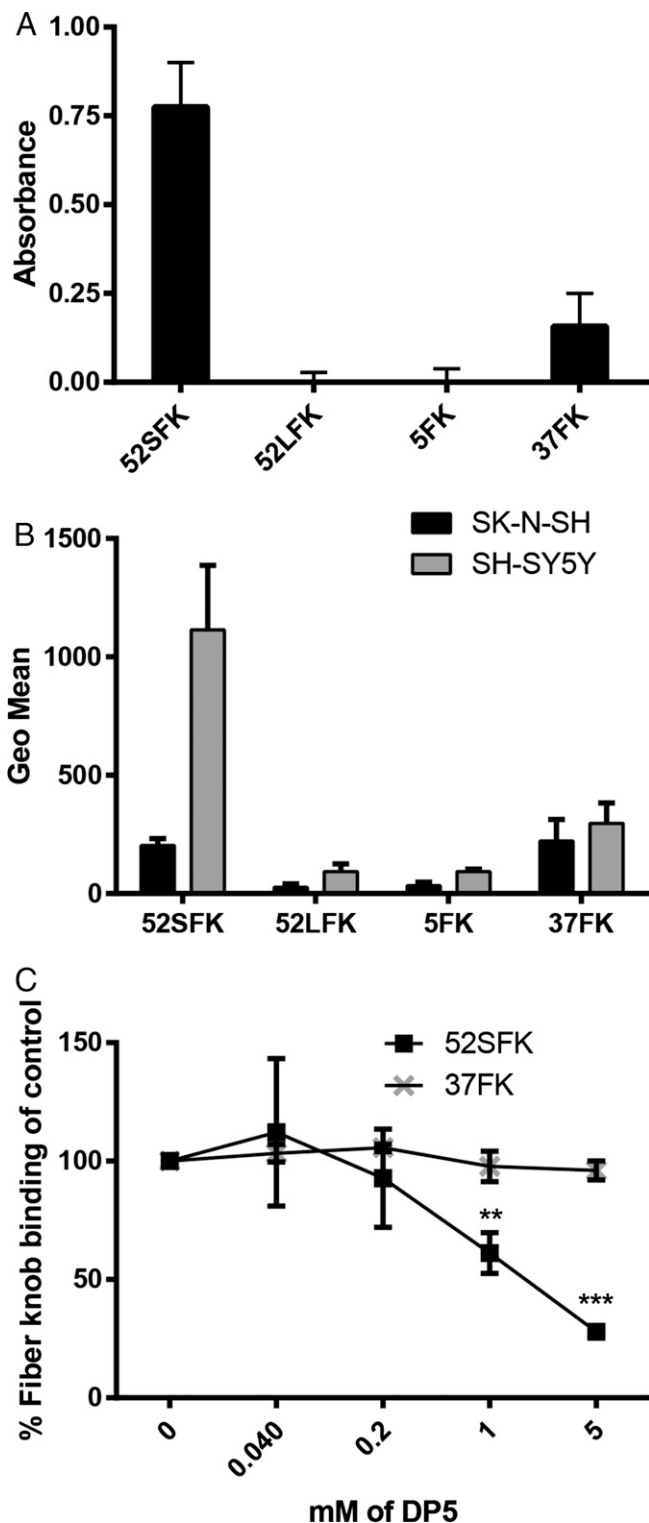 A
1.00
0.75
0.50
0.25
0.00
Absorbance
52SFK
52LFK
5FK
37FK
B
SK-N-SH
SH-SY5Y
1500
1000
500
0
Geo Mean
52SFK
52LFK
5FK
37FK
C
52SFK
37FK
150
100
50
0
% Fiber knob binding of control
**
***
0
0.040
0.2
1
5
mM of DP5